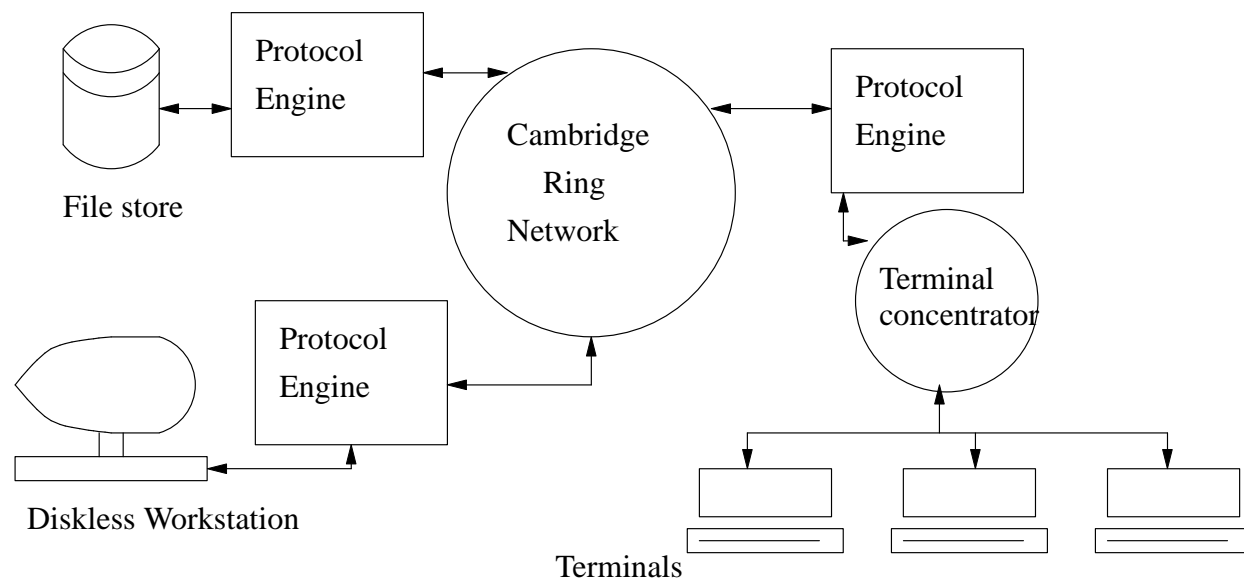 Protocol
Engine
File store
Cambridge
Ring
Network
Protocol
Engine
Terminal
concentrator
Protocol
Engine
Diskless Workstation
Terminals